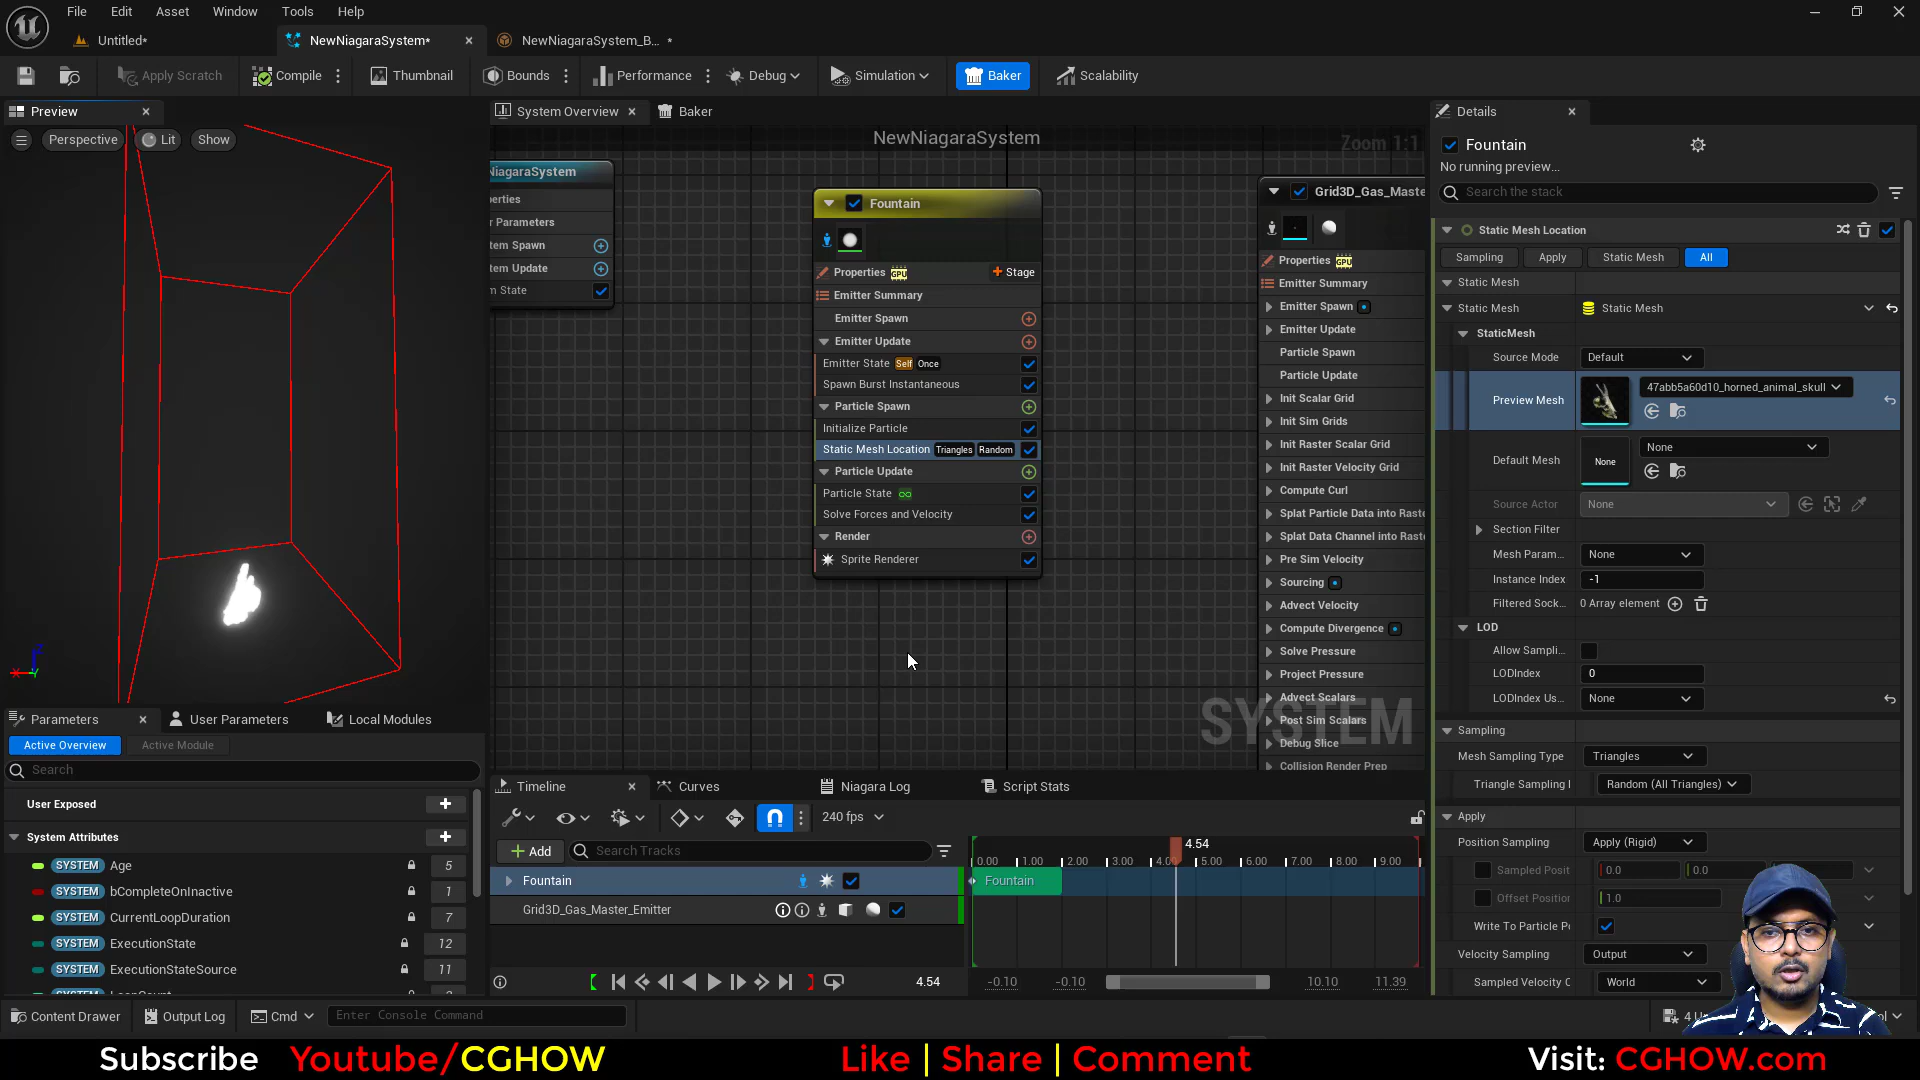 File Edit Asset Window Tools Help
Untitled* NewNiagaraSystem* NewNiagaraSystem_B... *
Apply Scratch Compile Thumbnail Bounds Performance Debug Simulation Baker Scalability
Preview
Perspective Lit Show
System Overview Baker
NewNiagaraSystem
Zoom 1:1
NiagaraSystem
erties
r Parameters
tem Spawn
tem Update
m State
Fountain
Properties GPU Stage
Emitter Summary
Emitter Spawn
Emitter Update
Emitter State Self Once
Spawn Burst Instantaneous
Particle Spawn
Initialize Particle
Static Mesh Location Triangles Random
Particle Update
Particle State
Solve Forces and Velocity
Render
Sprite Renderer
Grid3D_Gas_Maste
Properties GPU
Emitter Summary
Emitter Spawn
Emitter Update
Particle Spawn
Particle Update
Init Scalar Grid
Init Sim Grids
Init Raster Scalar Grid
Init Raster Velocity Grid
Compute Curl
Splat Particle Data into Raste
Splat Data Channel into Raste
Pre Sim Velocity
Sourcing
Advect Velocity
Compute Divergence
Solve Pressure
Project Pressure
Advect Scalars
Post Sim Scalars
Debug Slice
Collision Render Prep
SYSTEM
Details
Fountain
No running preview...
Search the stack
Static Mesh Location
Sampling Apply Static Mesh All
Static Mesh
Static Mesh Static Mesh
StaticMesh
Source Mode Default
Preview Mesh 47abb5a60d10_horned_animal_skull
Default Mesh None None
Source Actor None
Section Filter
Mesh Param... None
Instance Index -1
Filtered Sock... 0 Array element
LOD
Allow Sampli...
LODIndex 0
LODIndex Us... None
Sampling
Mesh Sampling Type Triangles
Triangle Sampling Random (All Triangles)
Apply
Position Sampling Apply (Rigid)
Sampled Posit 0.0 0.0
Offset Position 1.0
Write To Particle P
Velocity Sampling Output
Sampled Velocity C World
Parameters User Parameters Local Modules
Active Overview Active Module
Search
User Exposed
System Attributes
SYSTEM Age 5
SYSTEM bCompleteOnInactive 1
SYSTEM CurrentLoopDuration 7
SYSTEM ExecutionState 12
SYSTEM ExecutionStateSource 11
Timeline Curves Niagara Log Script Stats
240 fps
Add Search Tracks
4.54
0.00 1.00 2.00 3.00 4.00 5.00 6.00 7.00 8.00 9.00
Fountain Fountain
Grid3D_Gas_Master_Emitter
4.54 -0.10 -0.10 10.10 11.39
Content Drawer Output Log Cmd Enter Console Command
Subscribe Youtube/CGHOW Like | Share | Comment Visit: CGHOW.com